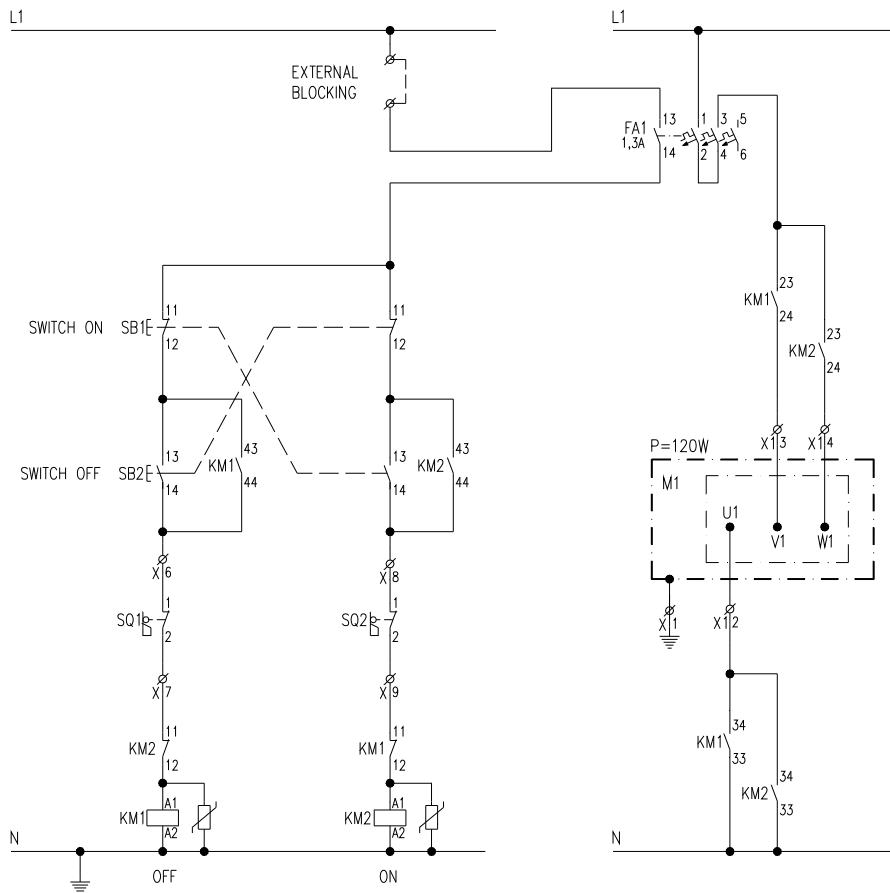 L1
L1
EXTERNAL
BLOCKING
FA1
1,3A
13
14
1
2
3
4
5
6
SWITCH ON
SB1
11
12
11
12
KM1
23
24
KM2
23
24
SWITCH OFF
SB2
13
14
KM1
43
44
13
14
KM2
43
44
P=120W
X1 3
X1 4
M1
U1
V1
W1
X 6
X 8
SQ1
1
2
SQ2
1
2
X 1
X1 2
X 7
X 9
KM2
11
12
KM1
11
12
KM1
34
33
KM2
34
33
KM1
A1
A2
KM2
A1
A2
N
N
OFF
ON